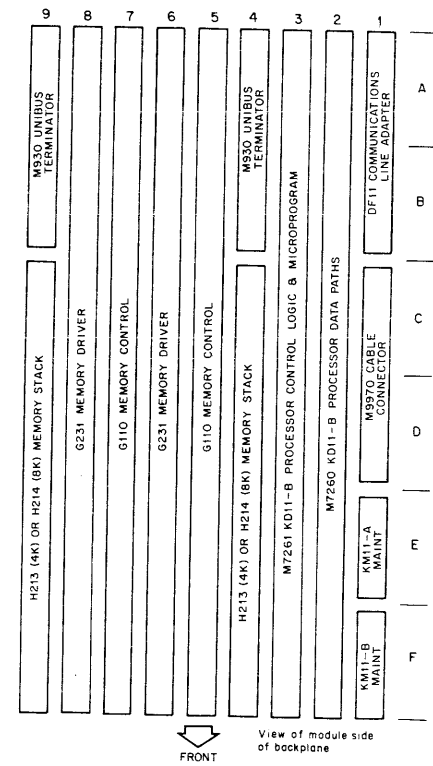 9 8 7 6 5 4 3 2 1
M930 UNIBUS
TERMINATOR
H213 (4K) OR H214 (8K) MEMORY STACK
G231 MEMORY DRIVER
G110 MEMORY CONTROL
G231 MEMORY DRIVER
G110 MEMORY CONTROL
M930 UNIBUS
TERMINATOR
H213 (4K) OR H214 (8K) MEMORY STACK
M7261 KD11-B PROCESSOR CONTROL LOGIC & MICROPROGRAM
M7260 KD11-B PROCESSOR DATA PATHS
DF11 COMMUNICATIONS
LINE ADAPTER
M9970 CABLE
CONNECTOR
KM11-A
MAINT
KM11-B
MAINT
A
B
C
D
E
F
FRONT
View of module side
of backplane